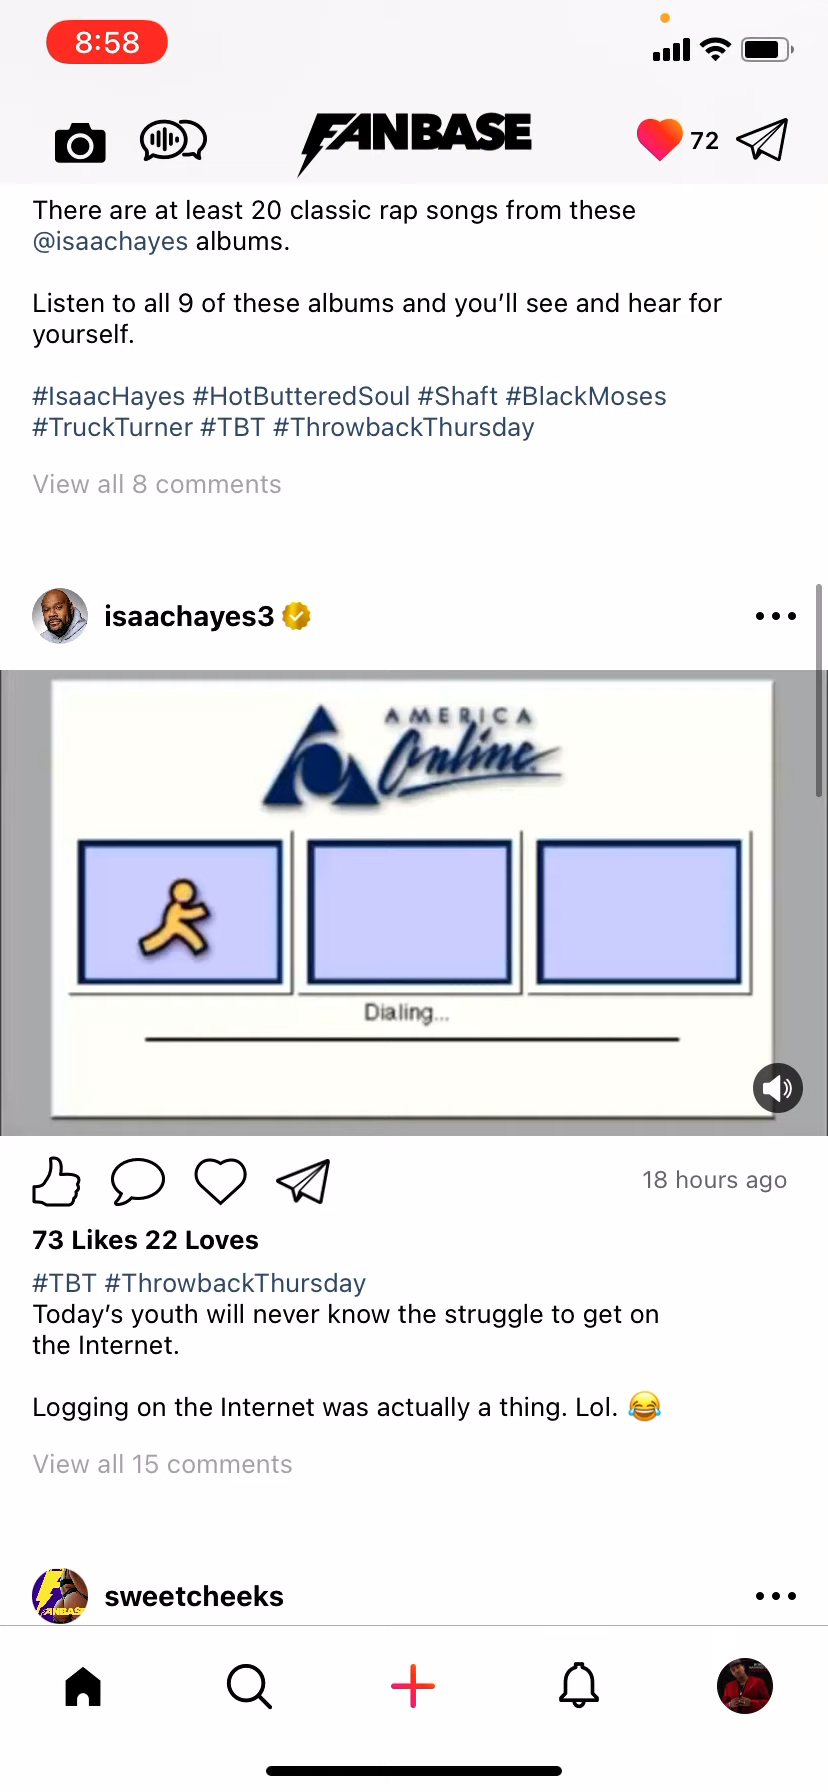 8:58
FANBASE
72
There are at least 20 classic rap songs from these
@isaachayes albums.
Listen to all 9 of these albums and you’ll see and hear for
yourself.
#IsaacHayes #HotButteredSoul #Shaft #BlackMoses
#TruckTurner #TBT #ThrowbackThursday
View all 8 comments
isaachayes3
AMERICA
Online
Dialing...
18 hours ago
73 Likes 22 Loves
#TBT #ThrowbackThursday
Today’s youth will never know the struggle to get on
the Internet.
Logging on the Internet was actually a thing. Lol. 😂
View all 15 comments
FANBASE
sweetcheeks